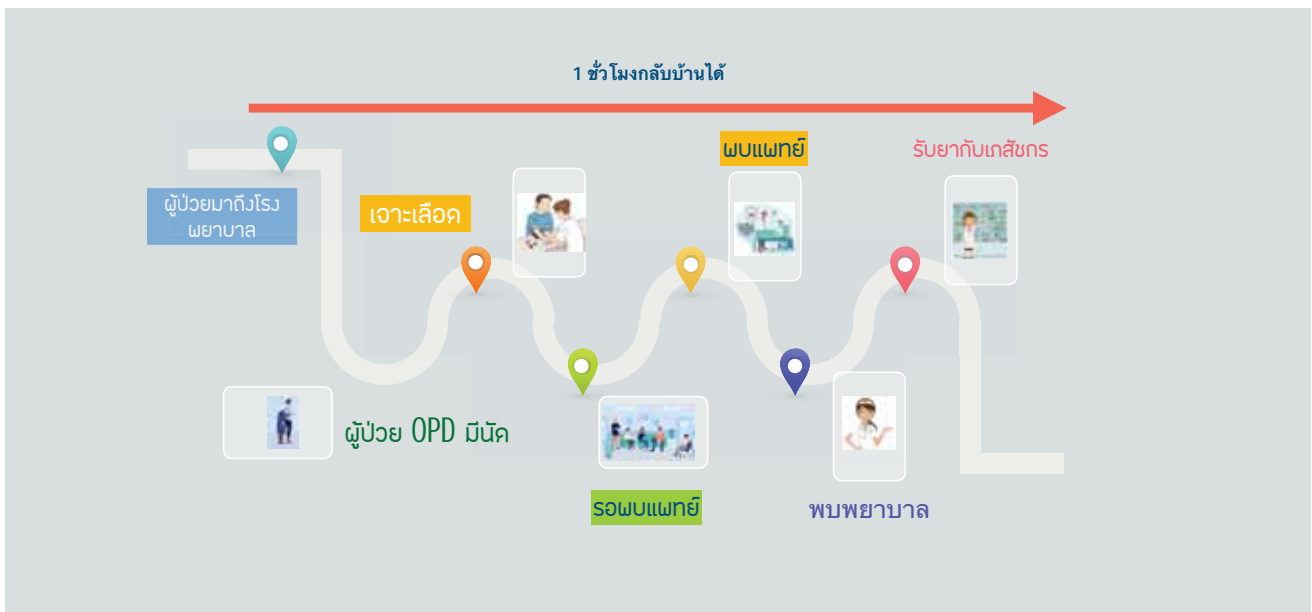 1 ชั่วโมงกลับบ้านได้
พบแพทย์
รับยากับเภสัชกร
ผู้ป่วยมาถึงโรง
พยาบาล
เจาะเลือด
ผู้ป่วย OPD มีนัด
รอพบแพทย์
พบพยาบาล